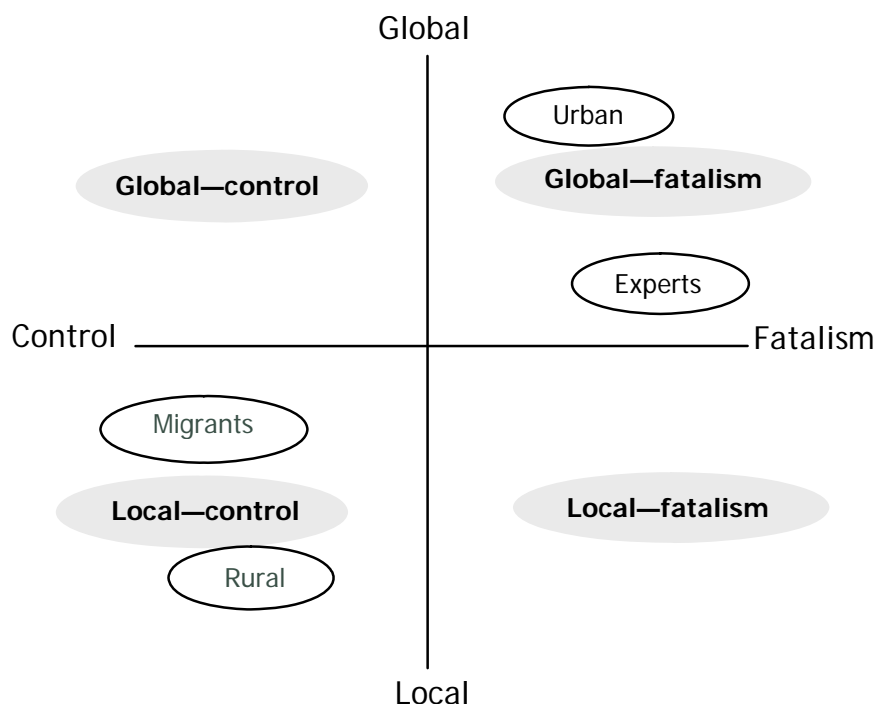 Global
Urban
Global—control
Global—fatalism
Experts
Control
Fatalism
Migrants
Local—control
Local—fatalism
Rural
Local